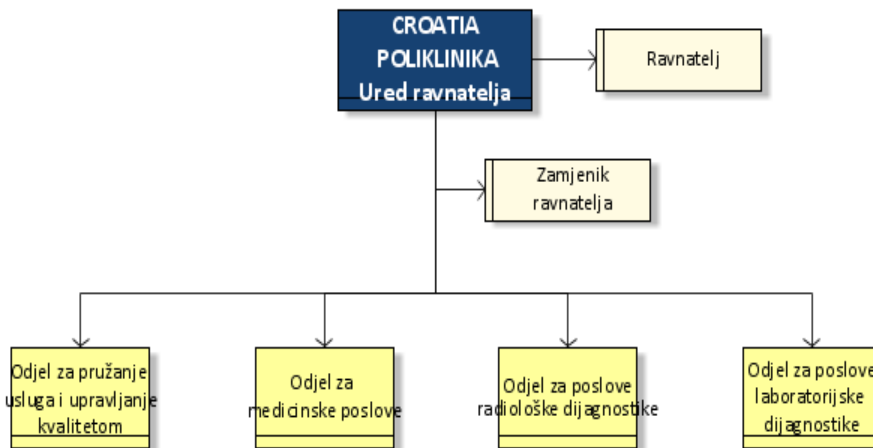 CROATIA
POLIKLINIKA
Ured ravnatelja
Ravnatelj
Zamjenik
ravnatelja
Odjel za pružanje
usluga i upravljanje
kvalitetom
Odjel za
medicinske poslove
Odjel za poslove
radiološke dijagnostike
Odjel za poslove
laboratorijske
dijagnostike